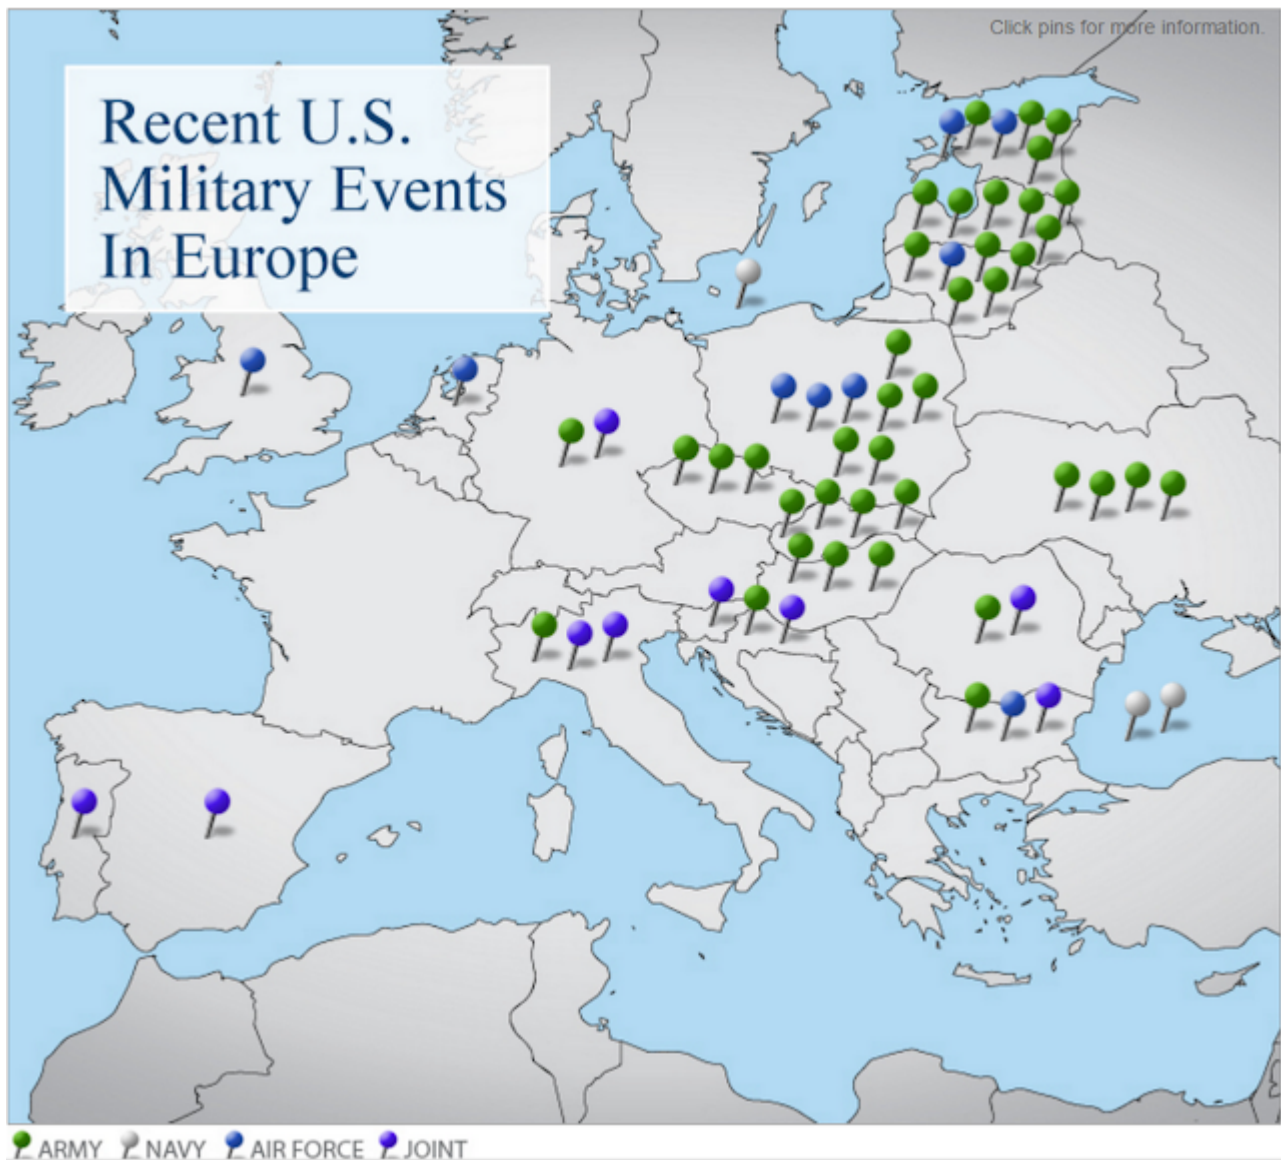 Click pins for more information.
Recent U.S.
Military Events
In Europe
ARMY NAVY AIR FORCE JOINT